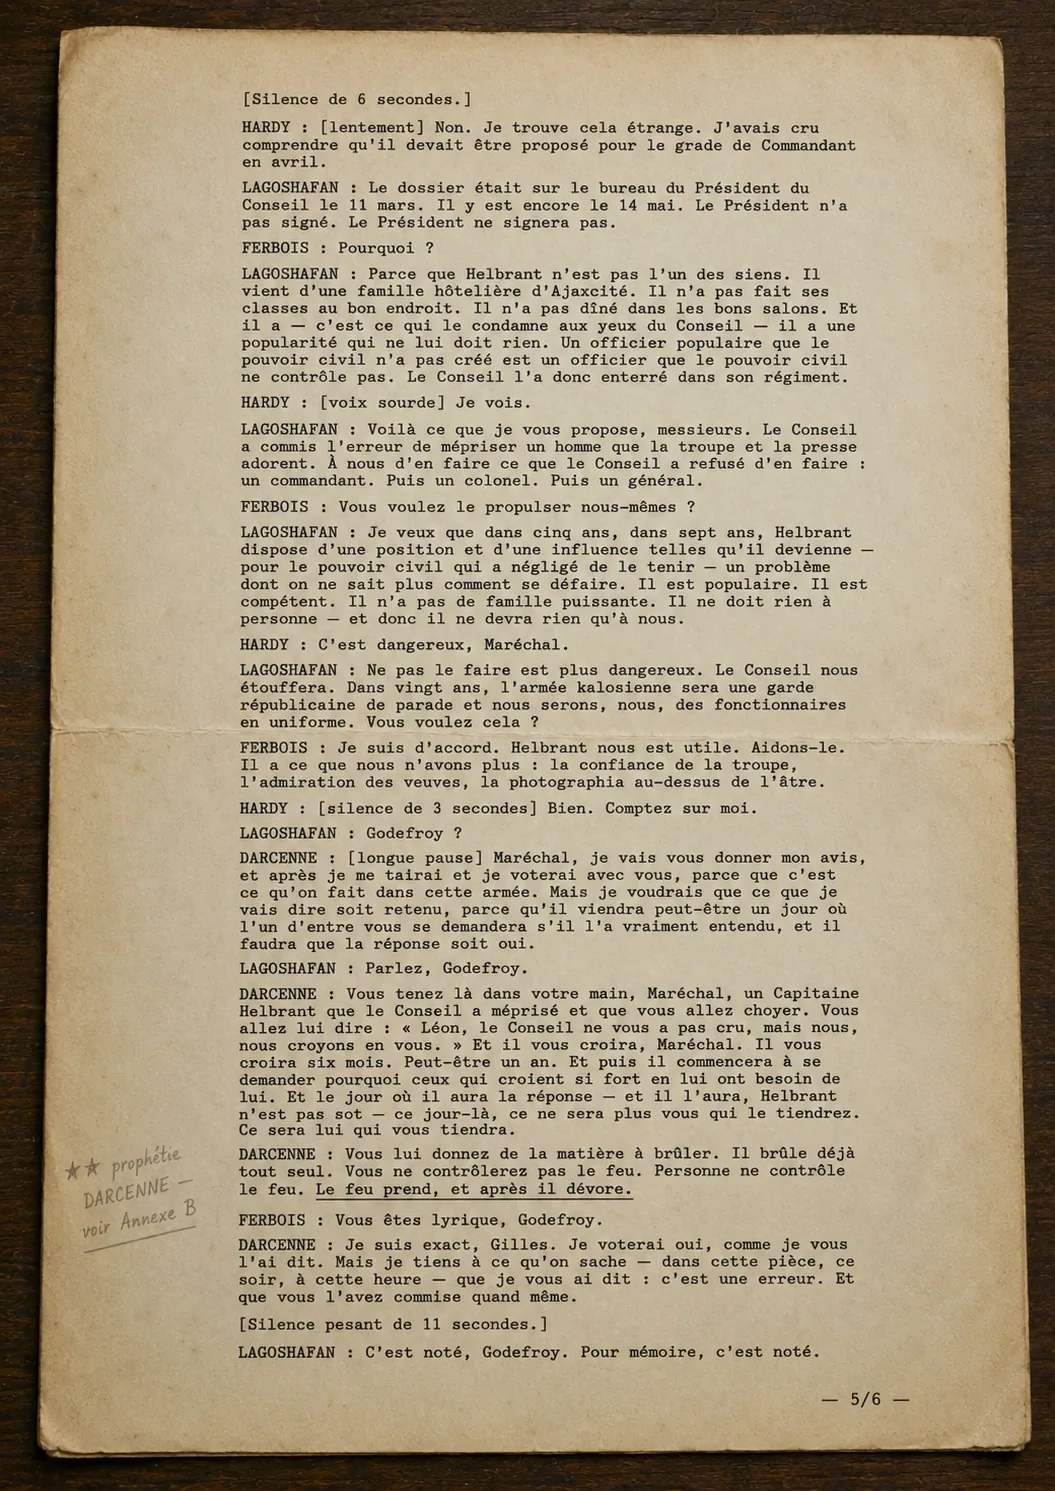 [Silence de 6 secondes.]
HARDY : [lentement] Non. Je trouve cela étrange. J'avais cru
comprendre qu'il devait être proposé pour le grade de Commandant
en avril.
LAGOSHAFAN : Le dossier était sur le bureau du Président du
Conseil le 11 mars. Il y est encore le 14 mai. Le Président n'a
pas signé. Le Président ne signera pas.
FERBOIS : Pourquoi ?
LAGOSHAFAN : Parce que Helbrant n'est pas l'un des siens. Il
vient d'une famille hôtelière d'Ajaxcité. Il n'a pas fait ses
classes au bon endroit. Il n'a pas dîné dans les bons salons. Et
il a — c'est ce qui le condamne aux yeux du Conseil — il a une
popularité qui ne lui doit rien. Un officier populaire que le
pouvoir civil n'a pas créé est un officier que le pouvoir civil
ne contrôle pas. Le Conseil l'a donc enterré dans son régiment.
HARDY : [voix sourde] Je vois.
LAGOSHAFAN : Voilà ce que je vous propose, messieurs. Le Conseil
a commis l'erreur de mépriser un homme que la troupe et la presse
adorent. À nous d'en faire ce que le Conseil a refusé d'en faire :
un commandant. Puis un colonel. Puis un général.
FERBOIS : Vous voulez le propulser nous-mêmes ?
LAGOSHAFAN : Je veux que dans cinq ans, dans sept ans, Helbrant
dispose d'une position et d'une influence telles qu'il devienne —
pour le pouvoir civil qui a négligé de le tenir — un problème
dont on ne sait plus comment se défaire. Il est populaire. Il est
compétent. Il n'a pas de famille puissante. Il ne doit rien à
personne — et donc il ne devra rien qu'à nous.
HARDY : C'est dangereux, Maréchal.
LAGOSHAFAN : Ne pas le faire est plus dangereux. Le Conseil nous
étouffera. Dans vingt ans, l'armée kalosienne sera une garde
républicaine de parade et nous serons, nous, des fonctionnaires
en uniforme. Vous voulez cela ?
FERBOIS : Je suis d'accord. Helbrant nous est utile. Aidons-le.
Il a ce que nous n'avons plus : la confiance de la troupe,
l'admiration des veuves, la photographia au-dessus de l'âtre.
HARDY : [silence de 3 secondes] Bien. Comptez sur moi.
LAGOSHAFAN : Godefroy ?
DARCENNE : [longue pause] Maréchal, je vais vous donner mon avis,
et après je me tairai et je voterai avec vous, parce que c'est
ce qu'on fait dans cette armée. Mais je voudrais que ce que je
vais dire soit retenu, parce qu'il viendra peut-être un jour où
l'un d'entre vous se demandera s'il l'a vraiment entendu, et il
faudra que la réponse soit oui.
LAGOSHAFAN : Parlez, Godefroy.
DARCENNE : Vous tenez là dans votre main, Maréchal, un Capitaine
Helbrant que le Conseil a méprisé et que vous allez choyer. Vous
allez lui dire : « Léon, le Conseil ne vous a pas cru, mais nous,
nous croyons en vous. » Et il vous croira, Maréchal. Il vous
croira six mois. Peut-être un an. Et puis il commencera à se
demander pourquoi ceux qui croient si fort en lui ont besoin de
lui. Et le jour où il aura la réponse — et il l'aura, Helbrant
n'est pas sot — ce jour-là, ce ne sera plus vous qui le tiendrez.
Ce sera lui qui vous tiendra.
DARCENNE : Vous lui donnez de la matière à brûler. Il brûle déjà
tout seul. Vous ne contrôlerez pas le feu. Personne ne contrôle
le feu. Le feu prend, et après il dévore.
★★ prophétie
DARCENNE —
voir Annexe B
FERBOIS : Vous êtes lyrique, Godefroy.
DARCENNE : Je suis exact, Gilles. Je voterai oui, comme je vous
l'ai dit. Mais je tiens à ce qu'on sache — dans cette pièce, ce
soir, à cette heure — que je vous ai dit : c'est une erreur. Et
que vous l'avez commise quand même.
[Silence pesant de 11 secondes.]
LAGOSHAFAN : C'est noté, Godefroy. Pour mémoire, c'est noté.
— 5/6 —